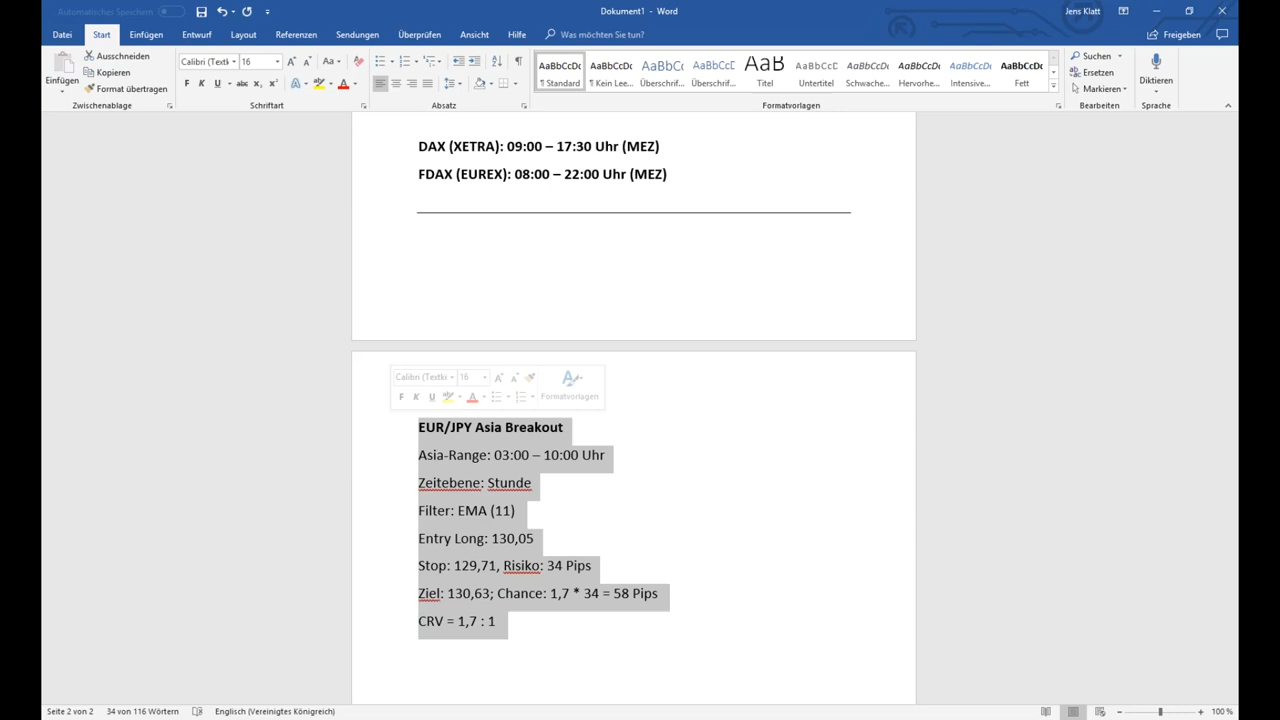 Automatisches Speichern
Dokument1 - Word
Jens Klatt
Datei Start Einfügen Entwurf Layout Referenzen Sendungen Überprüfen Ansicht Hilfe Was möchten Sie tun? Freigeben
Einfügen
Ausschneiden
Kopieren
Format übertragen
Zwischenablage
Calibri (Textk 16
F K U abc x₂ x²
Schriftart
Absatz
AaBbCcDc AaBbCcDc AaBbCc AaBbCcD AaB AaBbCcD AaBbCcDc AaBbCcDc AaBbCcDc AaBbCcDc
¶ Standard ¶ Kein Lee... Überschrif... Überschrif... Titel Untertitel Schwache... Hervorhe... Intensive... Fett
Formatvorlagen
Suchen
Ersetzen
Markieren
Bearbeiten
Diktieren
Sprache
DAX (XETRA): 09:00 – 17:30 Uhr (MEZ)
FDAX (EUREX): 08:00 – 22:00 Uhr (MEZ)
Calibri (Textki 16
F K U
Formatvorlagen
EUR/JPY Asia Breakout
Asia-Range: 03:00 – 10:00 Uhr
Zeitebene: Stunde
Filter: EMA (11)
Entry Long: 130,05
Stop: 129,71, Risiko: 34 Pips
Ziel: 130,63; Chance: 1,7 * 34 = 58 Pips
CRV = 1,7 : 1
Seite 2 von 2 34 von 116 Wörtern Englisch (Vereinigtes Königreich) 100 %